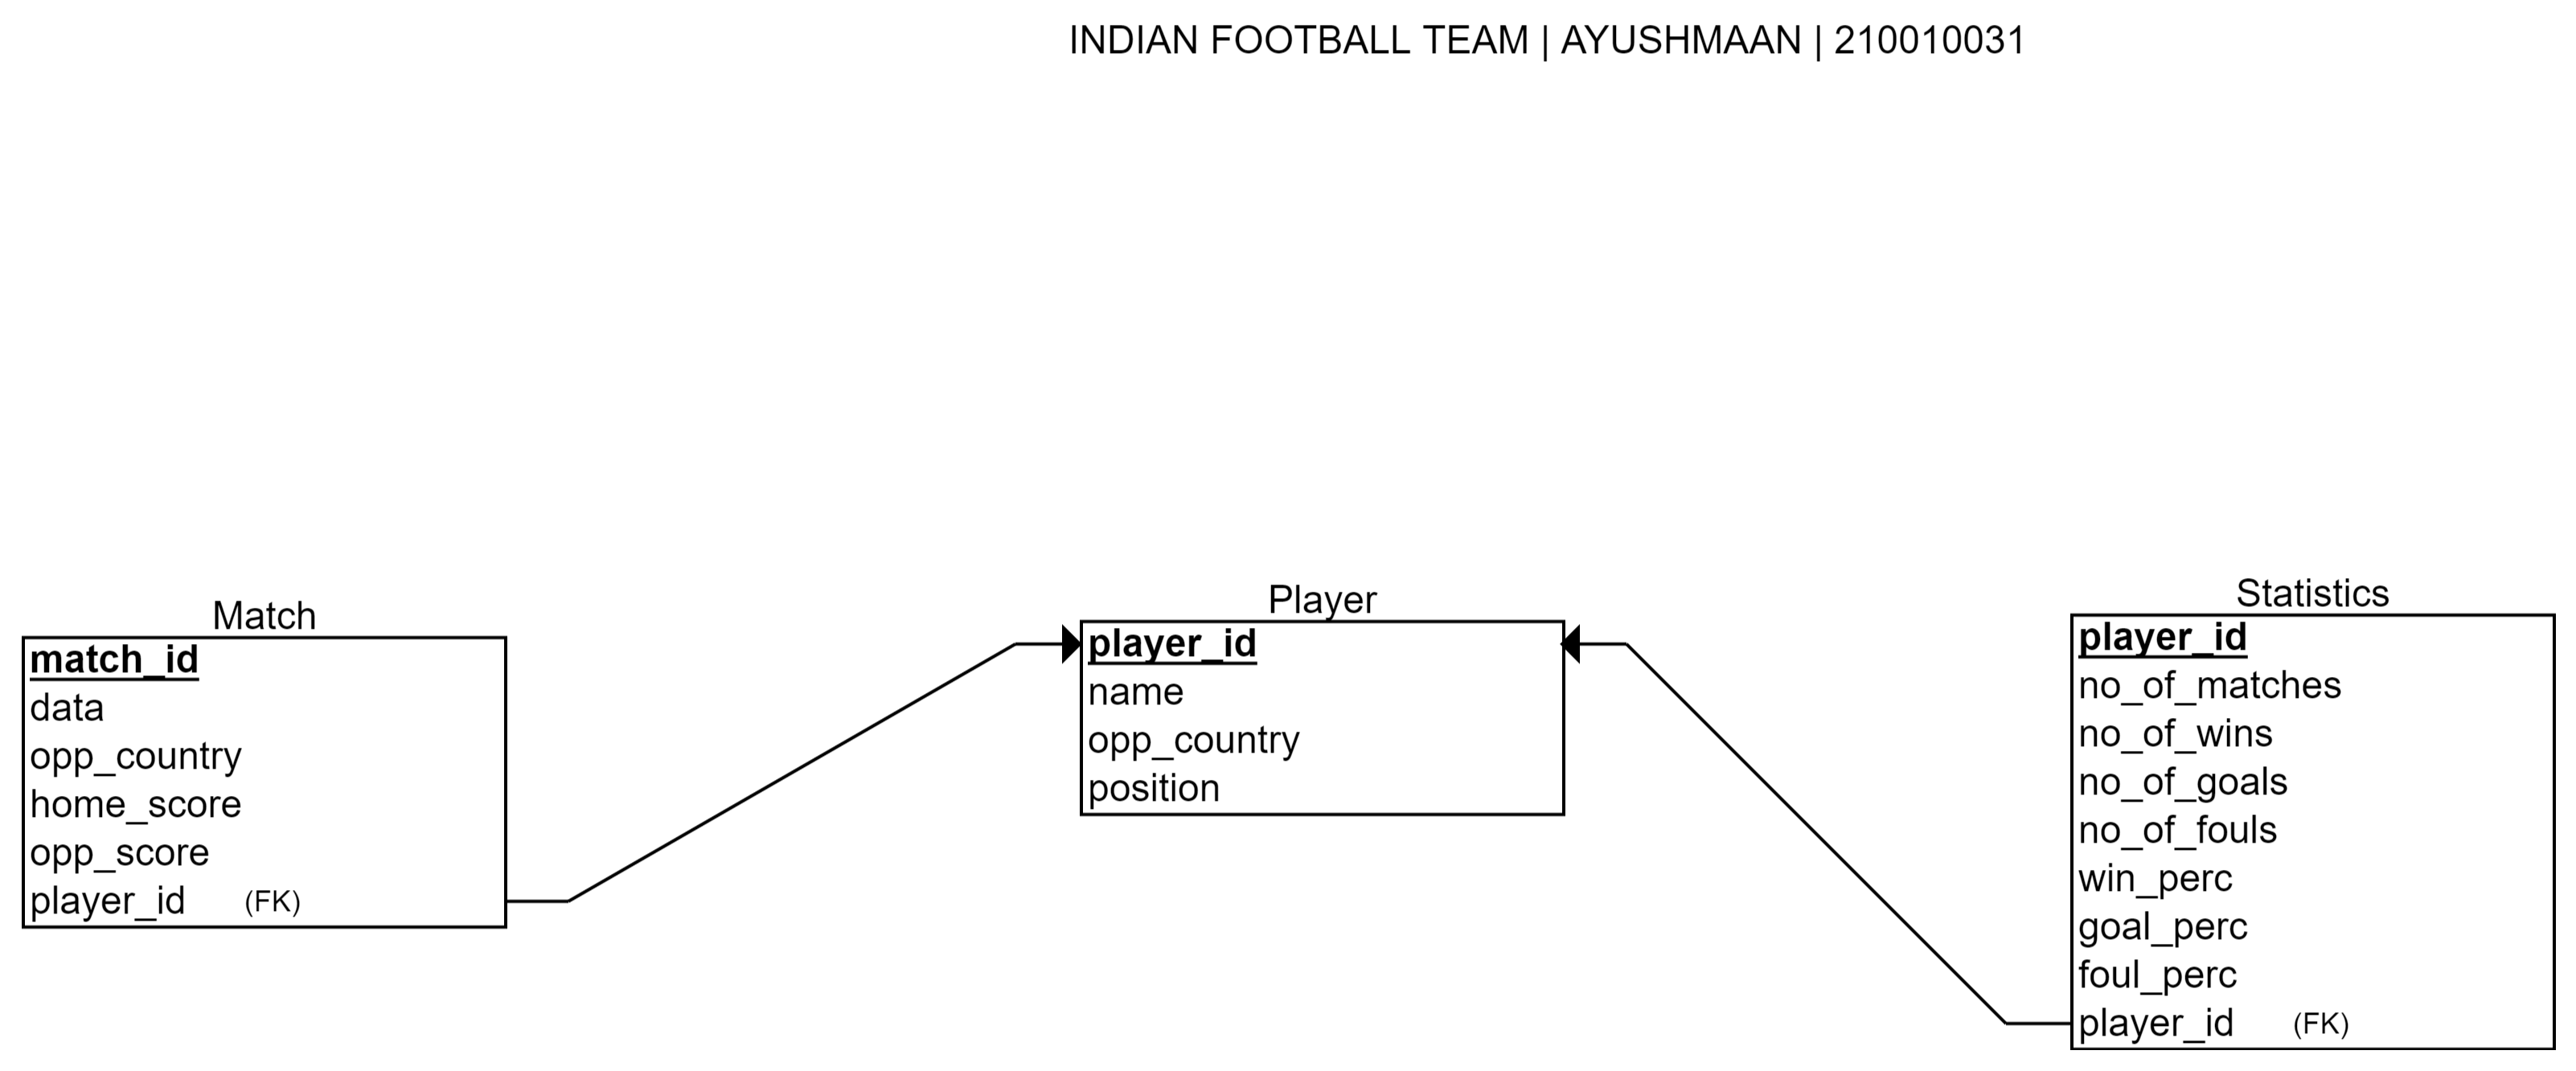 INDIAN FOOTBALL TEAM | AYUSHMAAN | 210010031
Match
match_id
data
opp_country
home_score
opp_score
player_id (FK)
Player
player_id
name
opp_country
position
Statistics
player_id
no_of_matches
no_of_wins
no_of_goals
no_of_fouls
win_perc
goal_perc
foul_perc
player_id (FK)